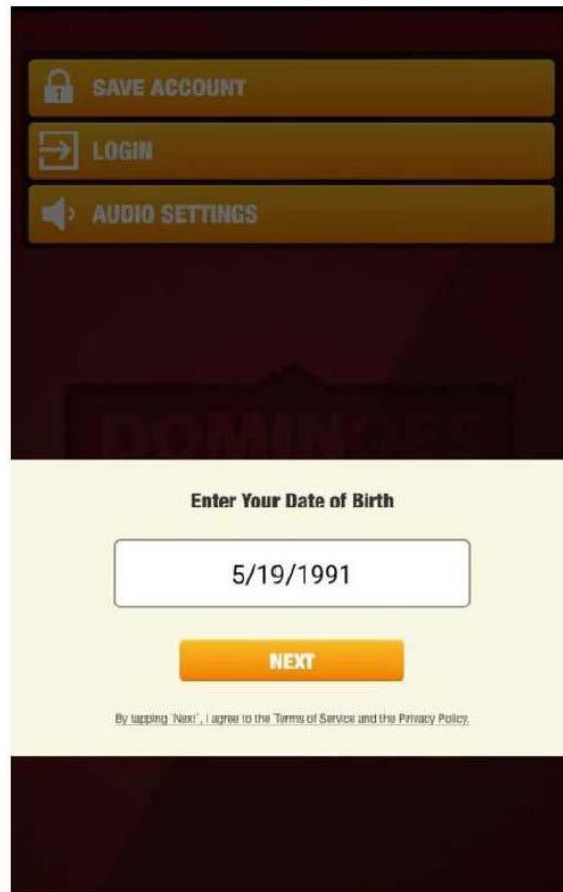 SAVE ACCOUNT
LOGIN
AUDIO SETTINGS
DOMINOES
Enter Your Date of Birth
5/19/1991
NEXT
By tapping 'Next', I agree to the Terms of Service and the Privacy Policy.